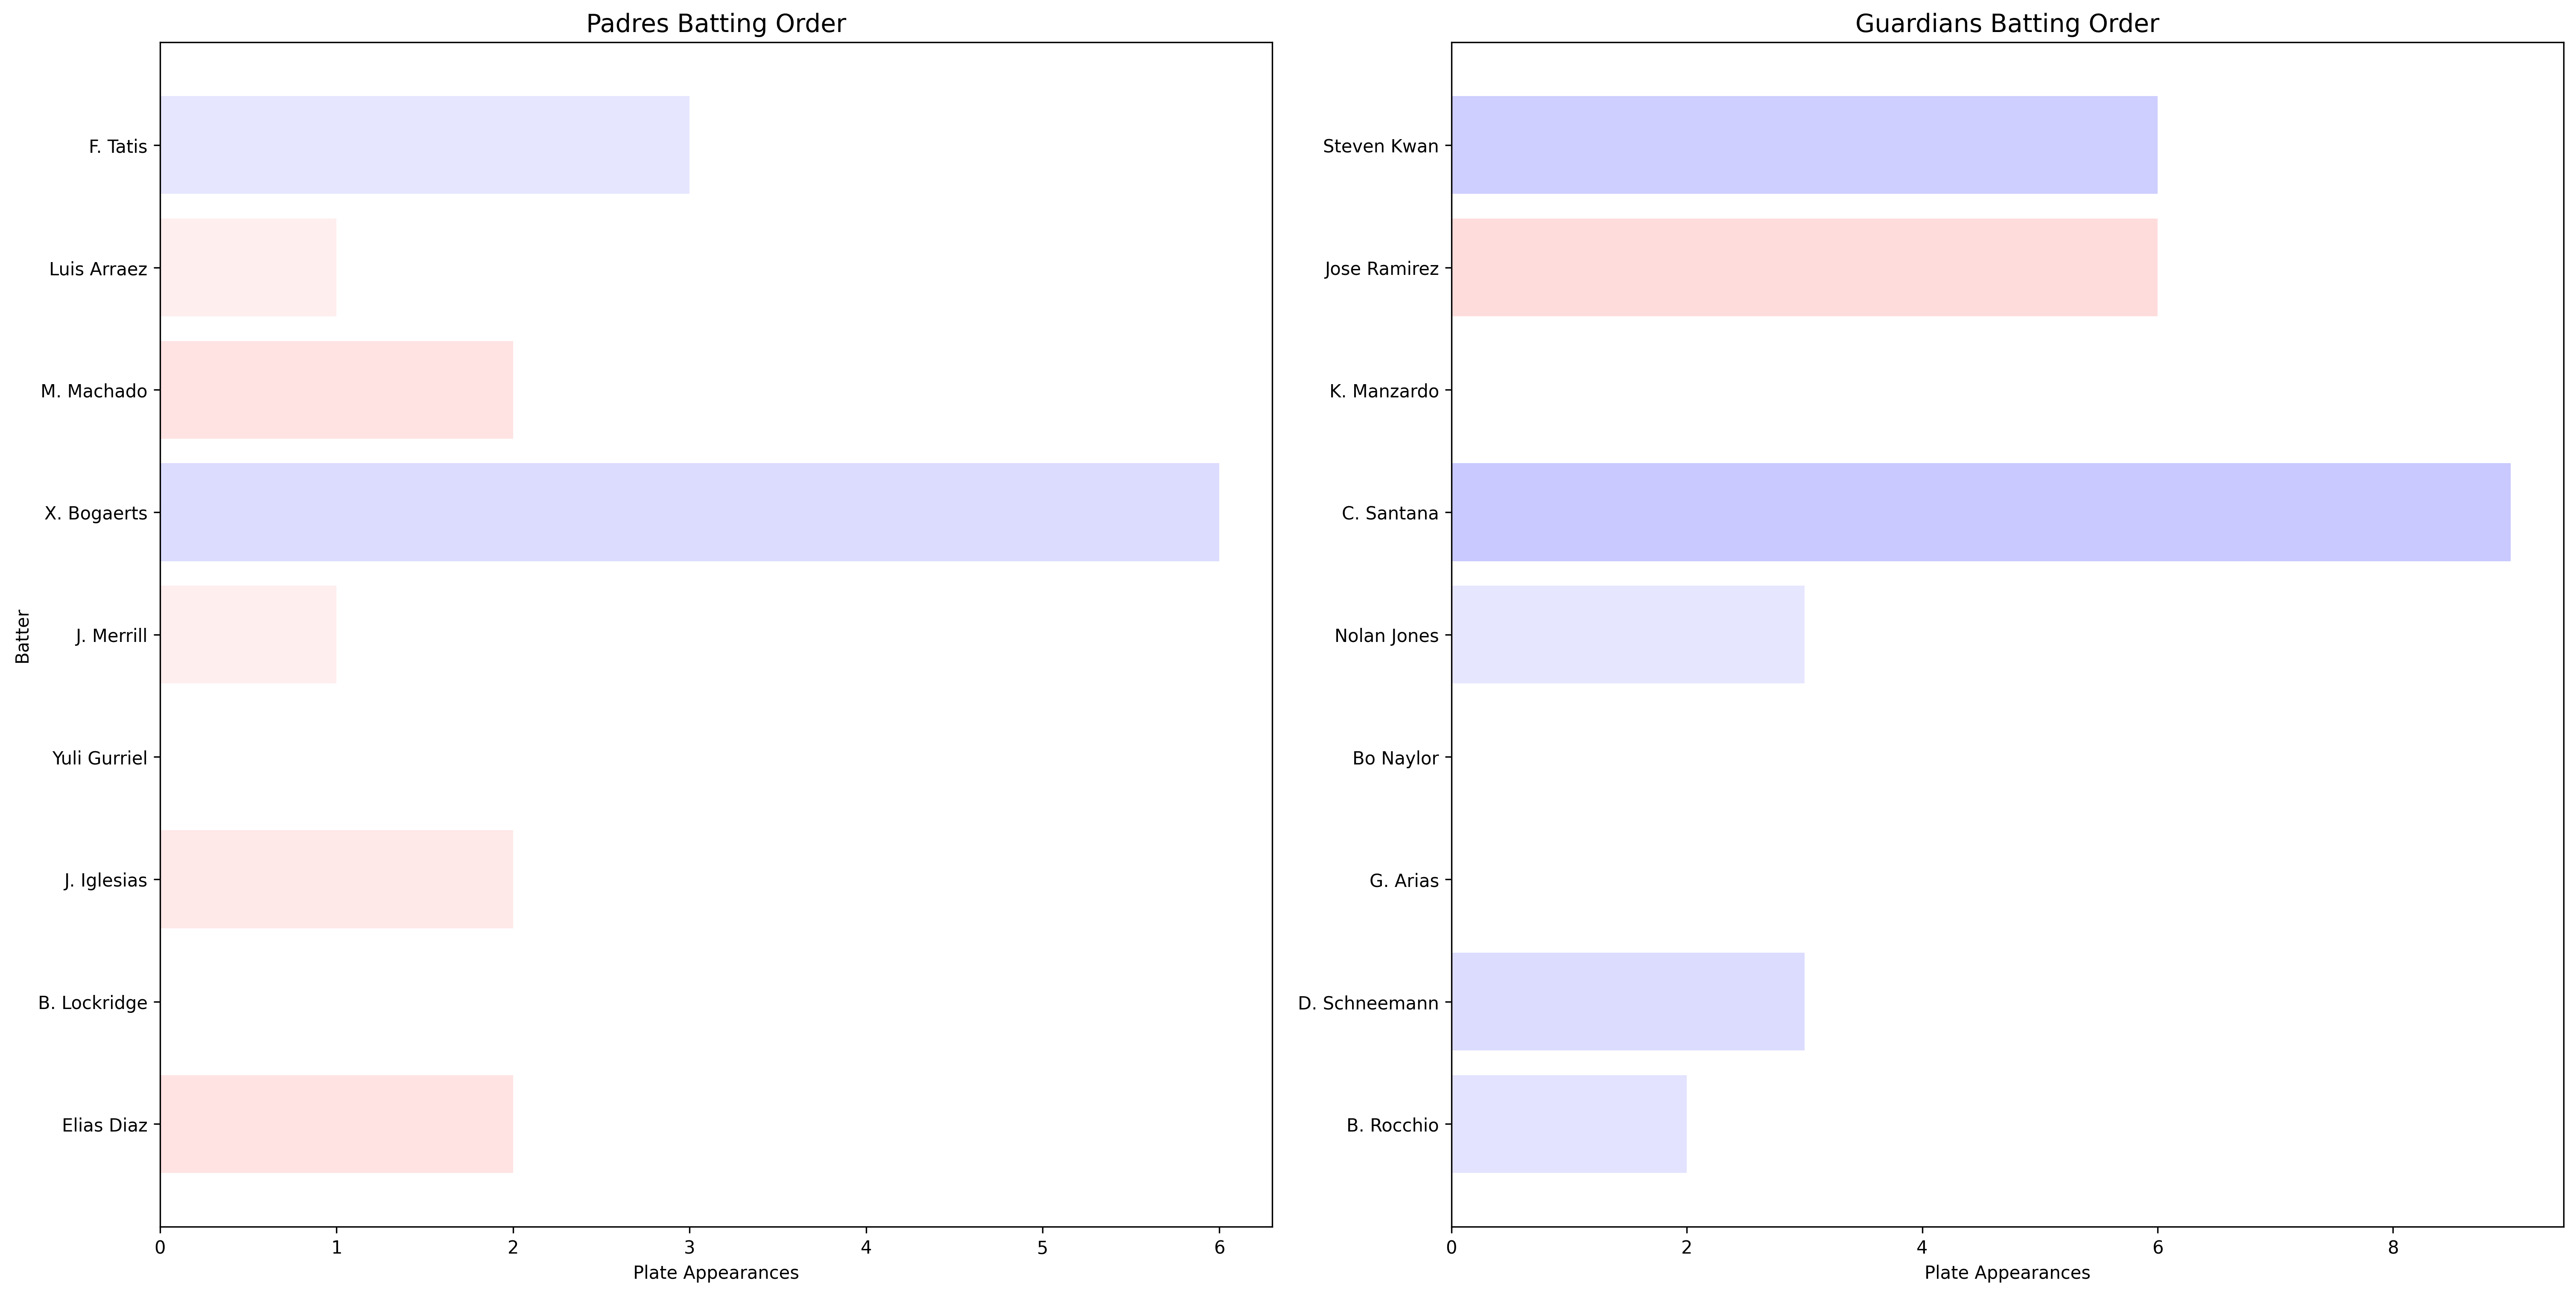 Padres Batting Order
Batter
F. Tatis
Luis Arraez
M. Machado
X. Bogaerts
J. Merrill
Yuli Gurriel
J. Iglesias
B. Lockridge
Elias Diaz
0 1 2 3 4 5 6
Plate Appearances
Guardians Batting Order
Steven Kwan
Jose Ramirez
K. Manzardo
C. Santana
Nolan Jones
Bo Naylor
G. Arias
D. Schneemann
B. Rocchio
0 2 4 6 8
Plate Appearances